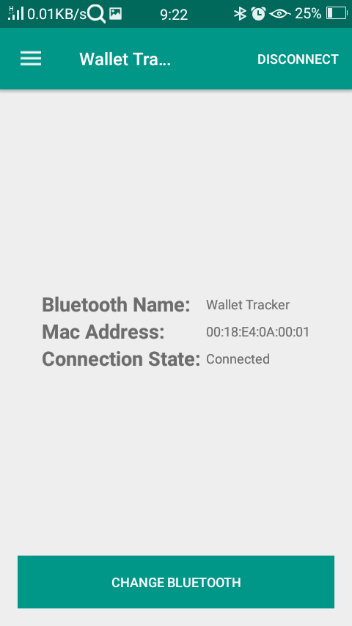 H 0.01KB/s 9:22 25%
Wallet Tra... DISCONNECT
Bluetooth Name: Wallet Tracker
Mac Address: 00:18:E4:0A:00:01
Connection State: Connected
CHANGE BLUETOOTH